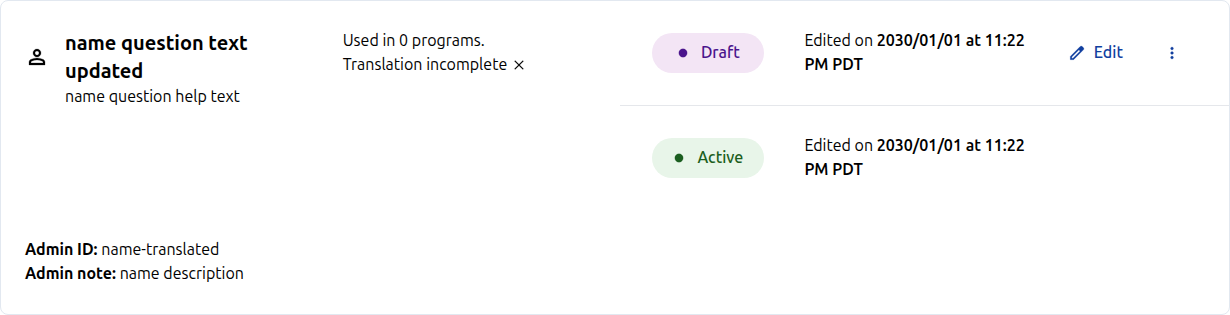 name question text
updated
name question help text
Used in 0 programs.
Translation incomplete
Draft
Edited on 2030/01/01 at 11:22
PM PDT
Edit
Active
Edited on 2030/01/01 at 11:22
PM PDT
Admin ID: name-translated
Admin note: name description